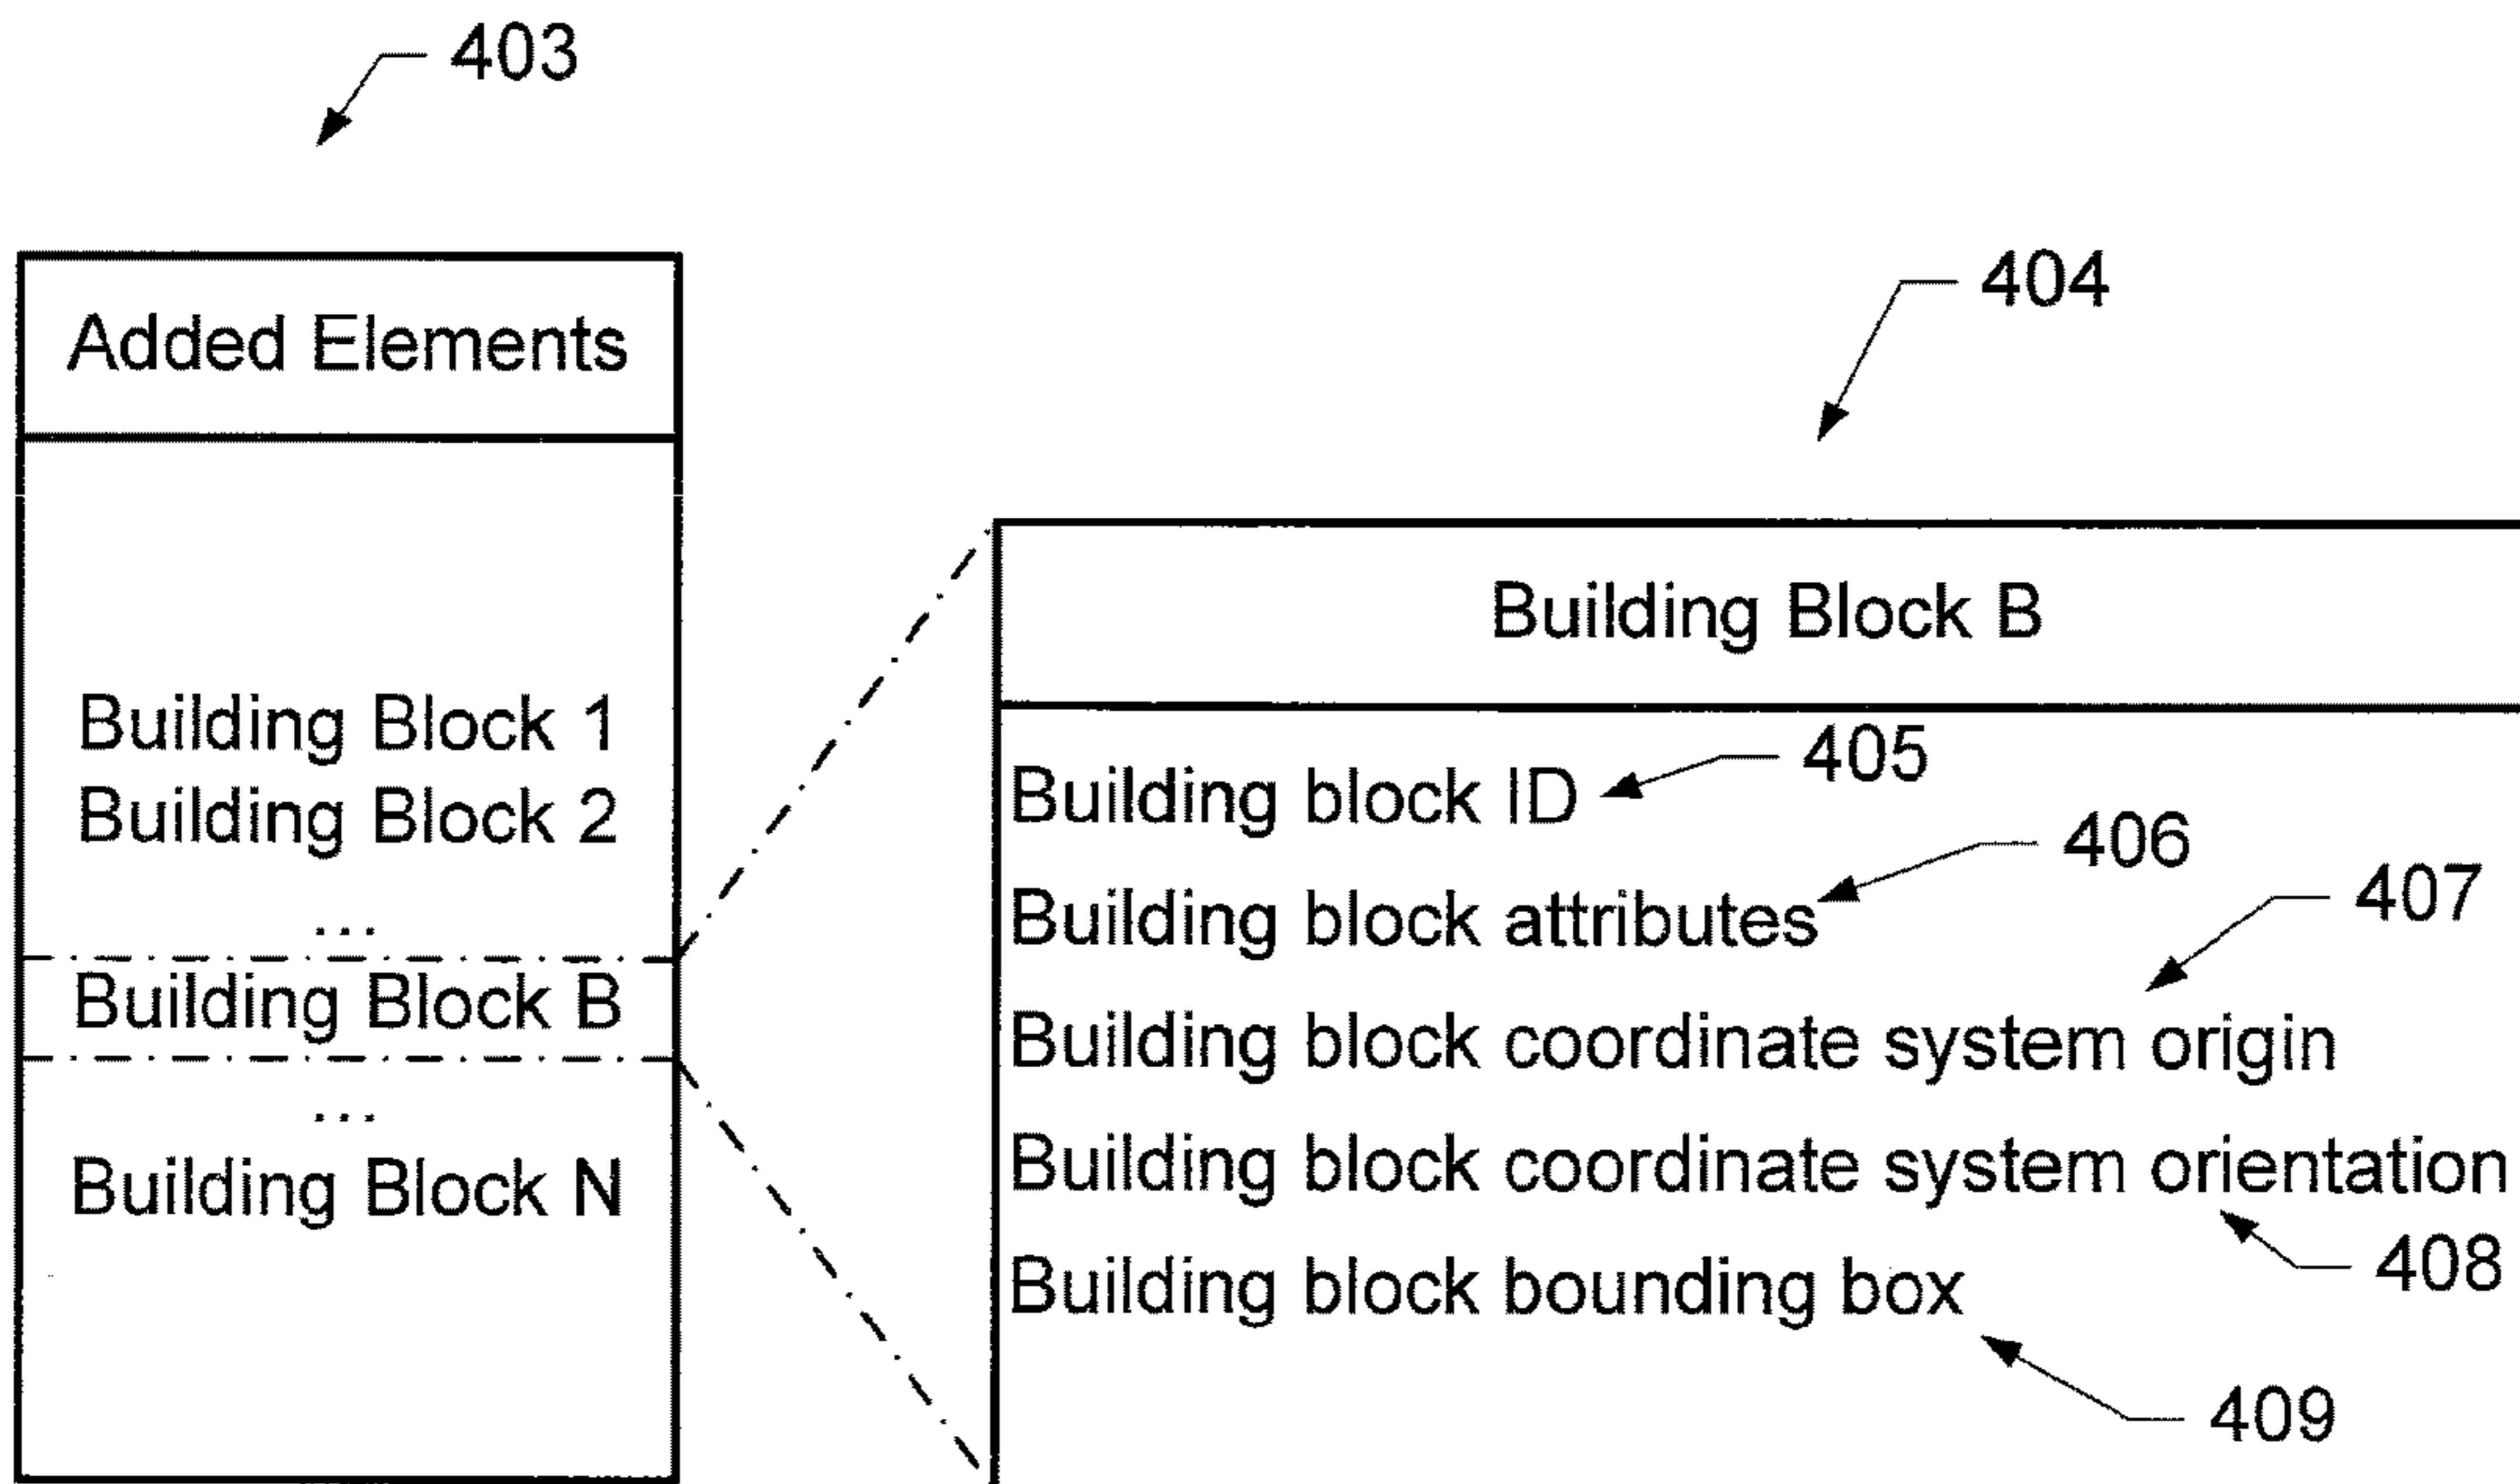 403
Added Elements
Building Block 1
Building Block 2
...
Building Block B
...
Building Block N
404
Building Block B
Building block ID 405
Building block attributes 406
407
Building block coordinate system origin
Building block coordinate system orientation
408
Building block bounding box
409